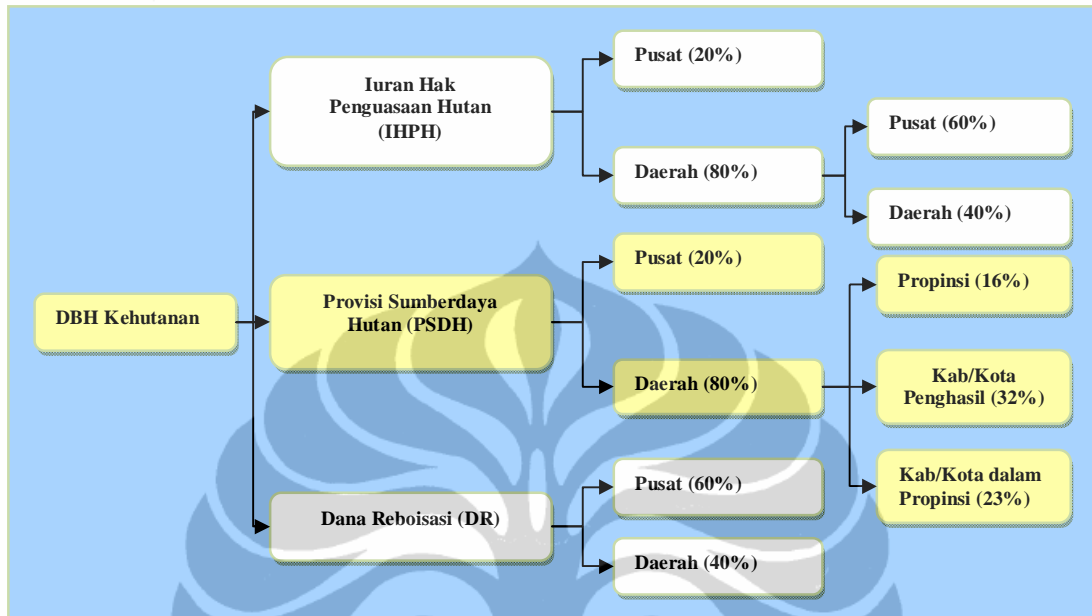 DBH Kehutanan
Iuran Hak
Penguasaan Hutan
(IHPH)
Pusat (20%)
Daerah (80%)
Pusat (60%)
Daerah (40%)
Provisi Sumberdaya
Hutan (PSDH)
Pusat (20%)
Daerah (80%)
Propinsi (16%)
Kab/Kota
Penghasil (32%)
Kab/Kota dalam
Propinsi (23%)
Dana Reboisasi (DR)
Pusat (60%)
Daerah (40%)